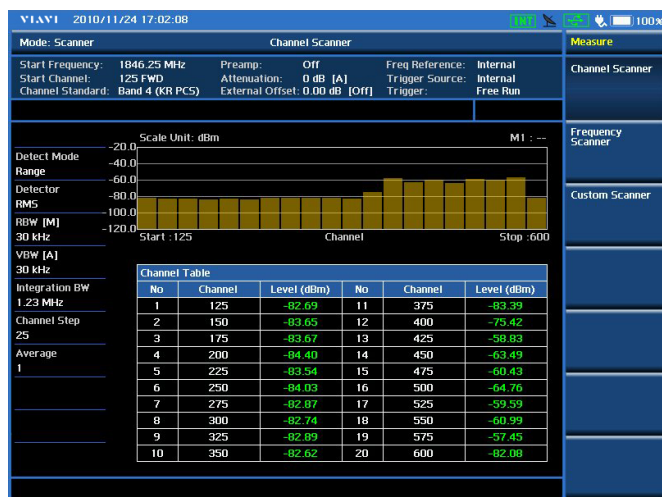 VIAVI 2010/11/24 17:02:08 INT 100%
Mode: Scanner Channel Scanner
Start Frequency: 1846.25 MHz Preamp: Off Freq Reference: Internal
Start Channel: 125 FWD Attenuation: 0 dB [A] Trigger Source: Internal
Channel Standard: Band 4 (KR PCS) External Offset: 0.00 dB [Off] Trigger: Free Run
Scale Unit: dBm M1 : --
-20.0
-40.0
-60.0
-80.0
-100.0
-120.0
Start : 125 Channel Stop :600
Detect Mode
Range
Detector
RMS
RBW [M]
30 kHz
VBW [A]
30 kHz
Integration BW
1.23 MHz
Channel Step
25
Average
1
Channel Table
No Channel Level (dBm) No Channel Level (dBm)
1 125 -82.69 11 375 -83.39
2 150 -83.65 12 400 -75.42
3 175 -83.67 13 425 -58.83
4 200 -84.40 14 450 -63.49
5 225 -83.54 15 475 -60.43
6 250 -84.03 16 500 -64.76
7 275 -82.87 17 525 -59.59
8 300 -82.74 18 550 -60.99
9 325 -82.89 19 575 -57.45
10 350 -82.62 20 600 -82.08
Measure
Channel Scanner
Frequency
Scanner
Custom Scanner